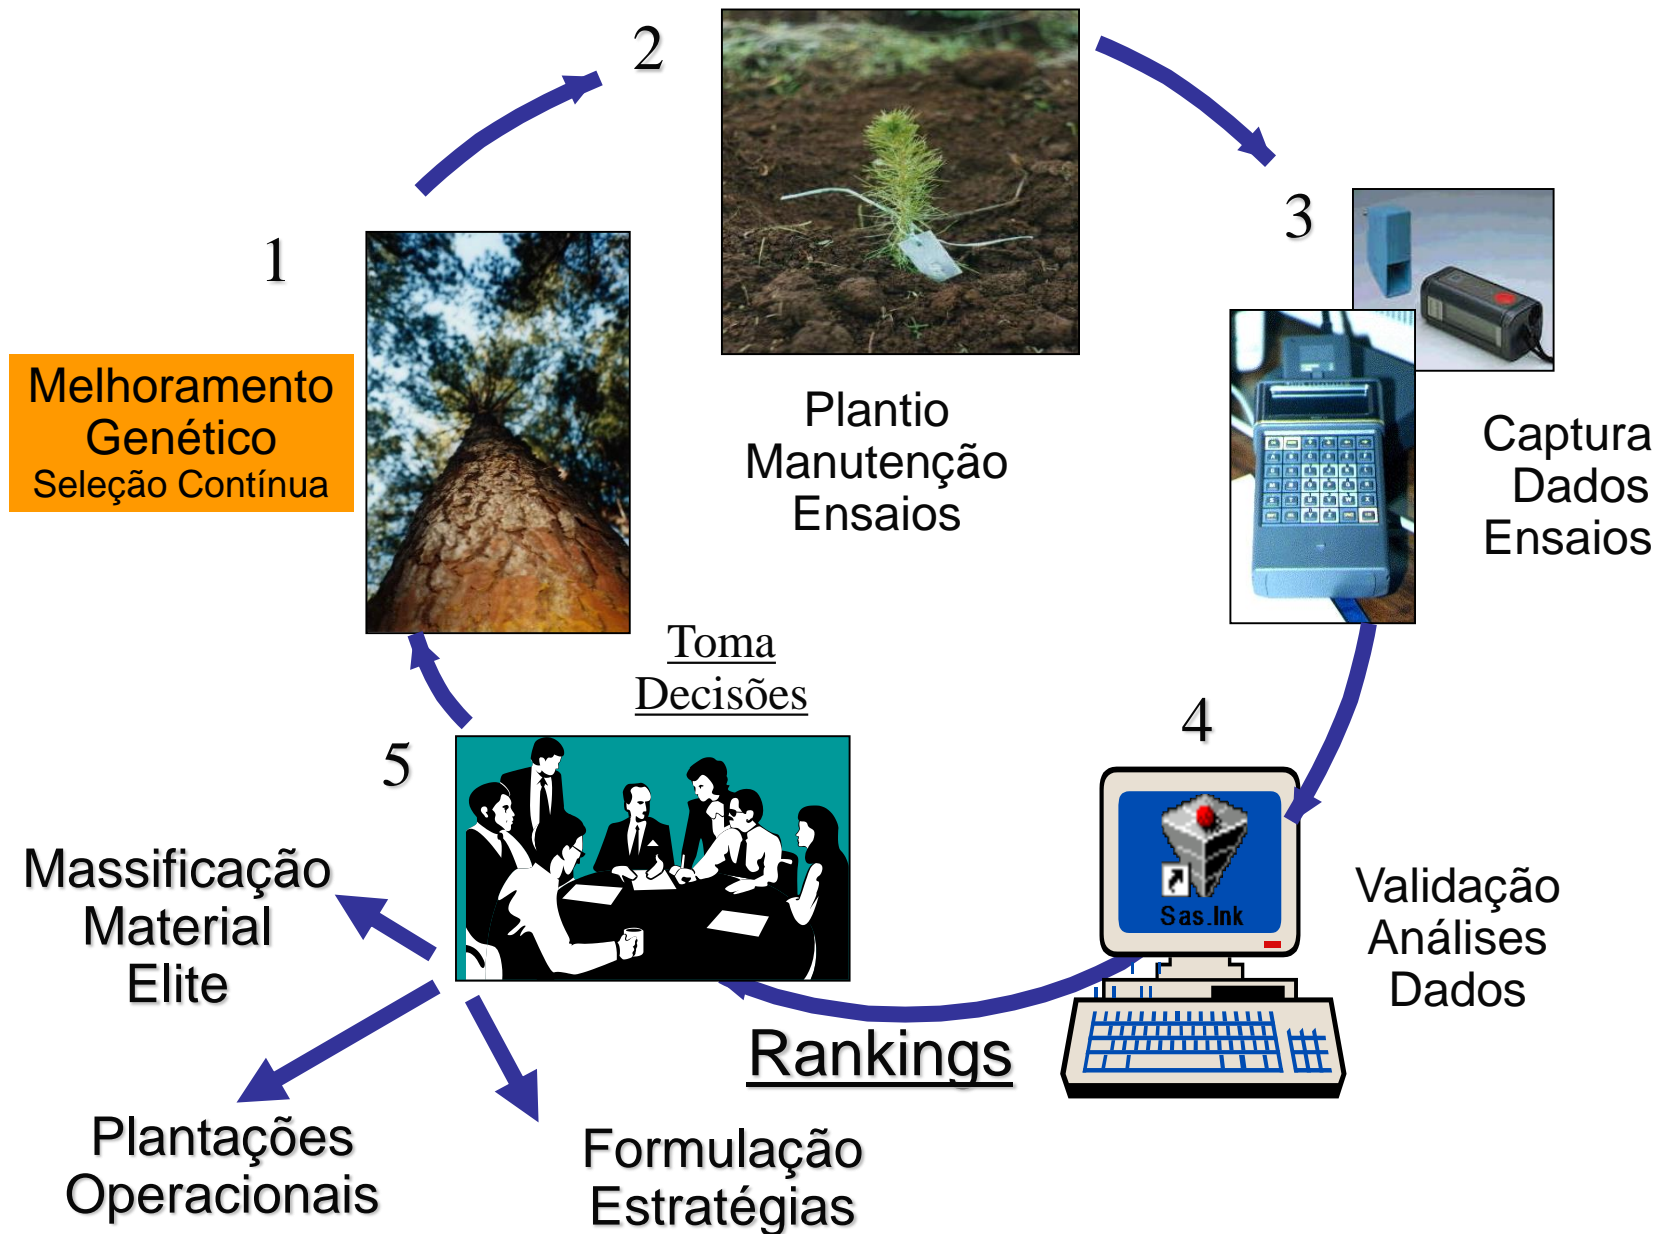 1
Melhoramento
Genético
Seleção Contínua
2
Plantio
Manutenção
Ensaios
3
Captura
Dados
Ensaios
4
Sas.lnk
Validação
Análises
Dados
Rankings
Toma
Decisões
5
Massificação
Material
Elite
Plantações
Operacionais
Formulação
Estratégias